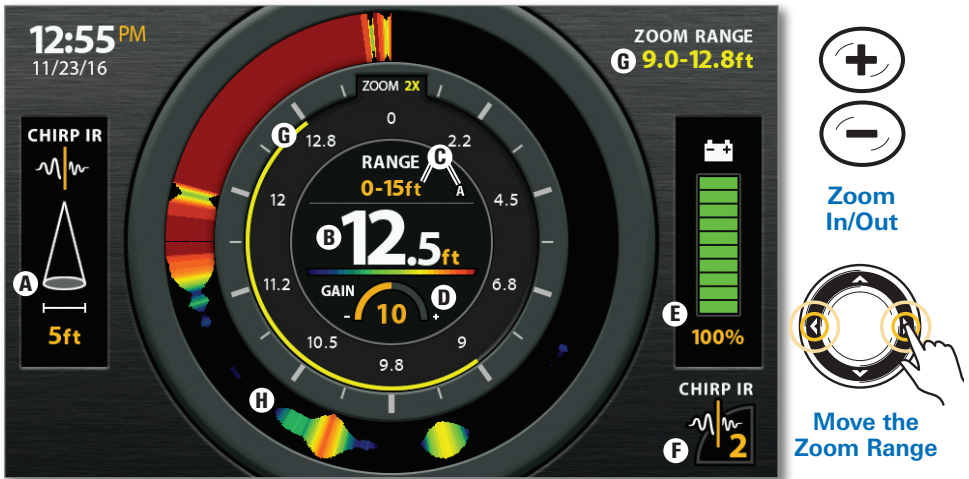 12:55 PM
11/23/16
ZOOM RANGE
G 9.0-12.8ft
CHIRP IR
A
5ft
ZOOM 2X
G
0
2.2
4.5
6.8
9
9.8
10.5
11.2
12
12.8
RANGE
C
0-15ft
A
B 12.5ft
GAIN
D
- 10 +
H
- +
E
100%
CHIRP IR
F 2
+
-
Zoom
In/Out
Move the
Zoom Range